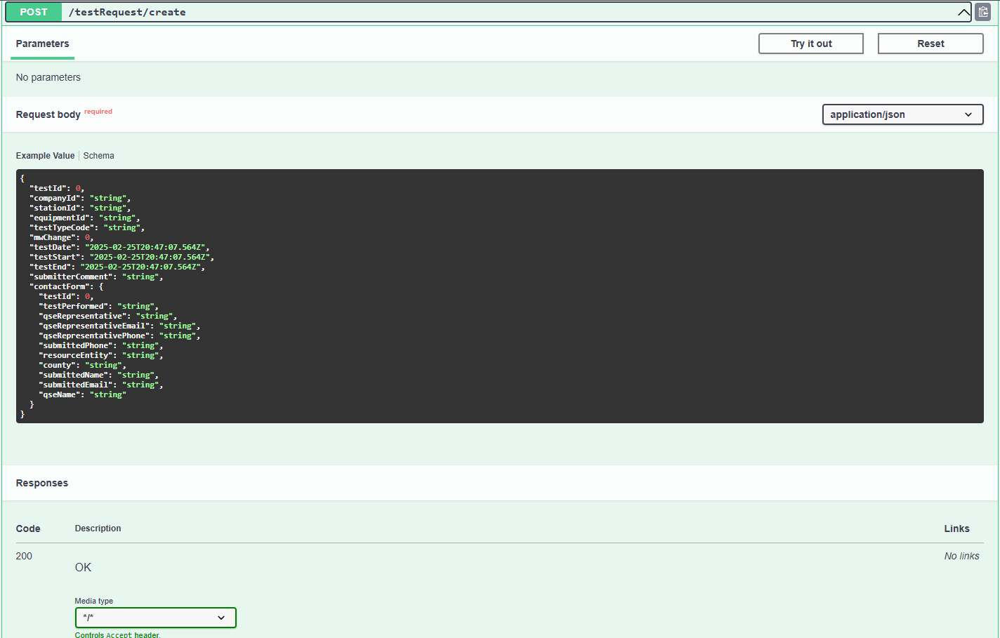 POST /testRequest/create
Parameters
Try it out
Reset
No parameters
Request body required
application/json
Example Value
Schema
{
  "testId": 0,
  "companyId": "string",
  "stationId": "string",
  "equipmentId": "string",
  "testTypeCode": "string",
  "mwChange": 0,
  "testDate": "2025-02-25T20:47:07.564Z",
  "testStart": "2025-02-25T20:47:07.564Z",
  "testEnd": "2025-02-25T20:47:07.564Z",
  "submitterComment": "string",
  "contactForm": {
    "testId": 0,
    "testPerformed": "string",
    "qseRepresentative": "string",
    "qseRepresentativeEmail": "string",
    "qseRepresentativePhone": "string",
    "submittedPhone": "string",
    "resourceEntity": "string",
    "county": "string",
    "submittedName": "string",
    "submittedEmail": "string",
    "qseName": "string"
  }
}
Responses
Code
Description
Links
200
OK
No links
Media type
*/*
Controls Accept header.